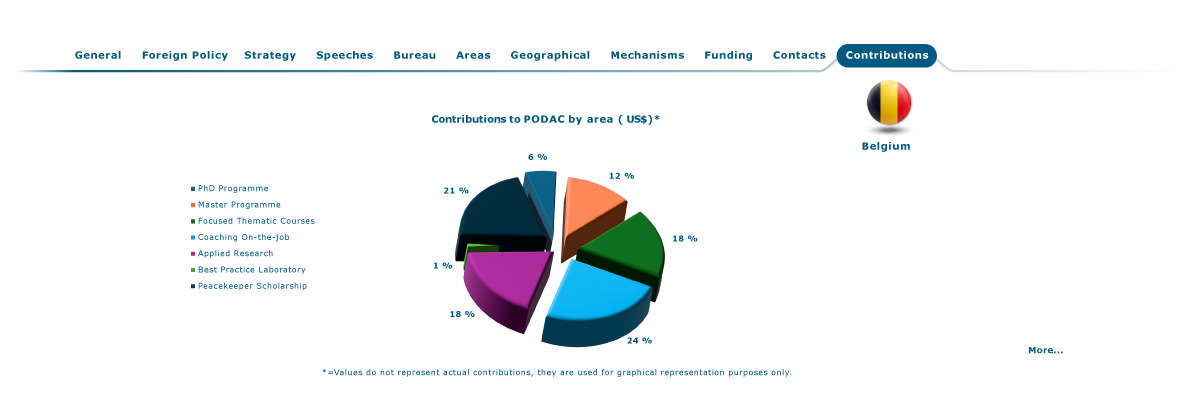 General Foreign Policy Strategy Speeches Bureau Areas Geographical Mechanisms Funding Contacts Contributions
Belgium
Contributions to PODAC by area ( US$)*
PhD Programme
Master Programme
Focused Thematic Courses
Coaching On-the-job
Applied Research
Best Practice Laboratory
Peacekeeper Scholarship
6 %
12 %
21 %
18 %
1 %
18 %
24 %
More...
*=Values do not represent actual contributions, they are used for graphical representation purposes only.